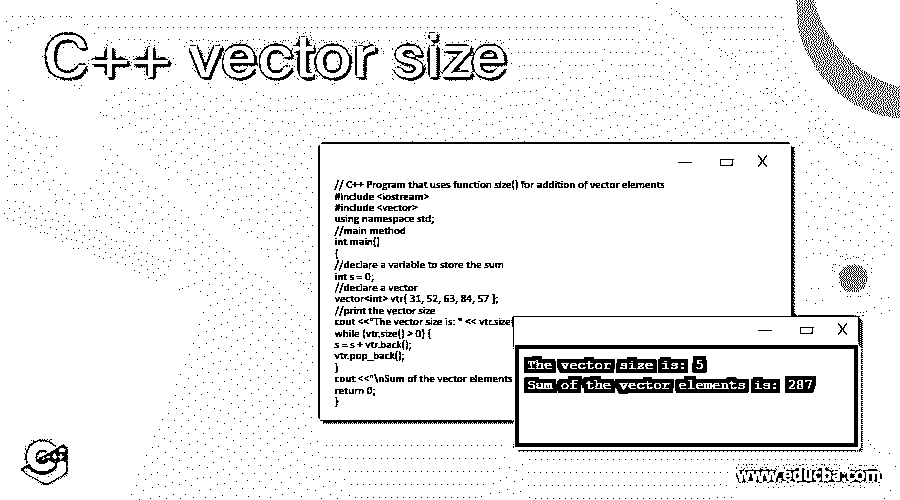 C++ vector size
// C++ Program that uses function size() for addition of vector elements
#include <iostream>
#include <vector>
using namespace std;
//main method
int main()
{
//declare a variable to store the sum
int s = 0;
//declare a vector
vector<int> vtr{ 31, 52, 63, 84, 57 };
//print the vector size
cout <<"The vector size is: " << vtr.size
while (vtr.size() > 0) {
s = s + vtr.back();
vtr.pop_back();
}
cout <<"\nSum of the vector elements
return 0;
}
The vector size is: 5
Sum of the vector elements is: 287
www.educba.com